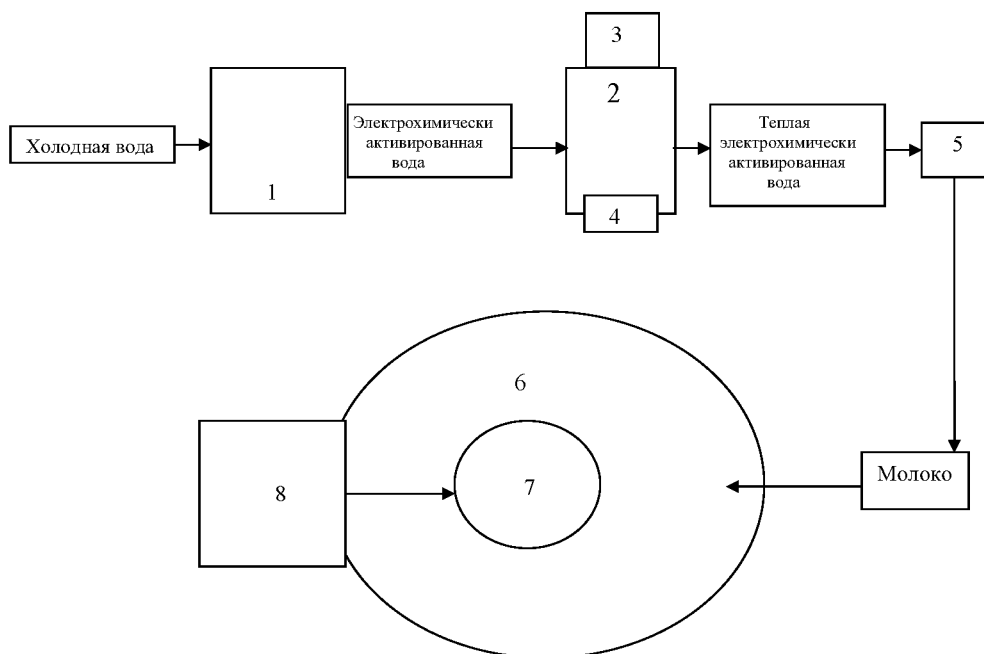 3
2
Холодная вода
1
Электрохимически
активированная
вода
4
Теплая
электрохимически
активированная
вода
5
6
8
7
Молоко